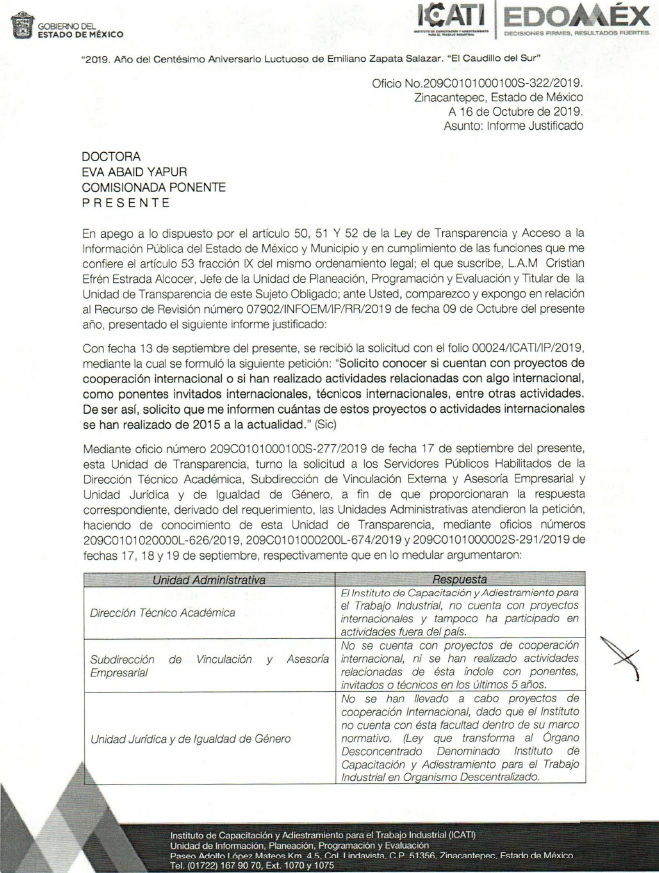 GOBIERNO DEL
ESTADO DE MÉXICO
ICATI
INSTITUTO DE CAPACITACIÓN Y ADIESTRAMIENTO
PARA EL TRABAJO INDUSTRIAL
EDOMÉX
DECISIONES FIRMES, RESULTADOS FUERTES.
"2019. Año del Centésimo Aniversario Luctuoso de Emiliano Zapata Salazar. "El Caudillo del Sur"
Oficio No.209C0101000100S-322/2019.
Zinacantepec, Estado de México
A 16 de Octubre de 2019.
Asunto: Informe Justificado
DOCTORA
EVA ABAID YAPUR
COMISIONADA PONENTE
P R E S E N T E
En apego a lo dispuesto por el artículo 50, 51 Y 52 de la Ley de Transparencia y Acceso a la
Información Pública del Estado de México y Municipio y en cumplimiento de las funciones que me
confiere el artículo 53 fracción IX del mismo ordenamiento legal; el que suscribe, L.A.M Cristian
Efrén Estrada Alcocer, Jefe de la Unidad de Planeación, Programación y Evaluación y Titular de la
Unidad de Transparencia de este Sujeto Obligado; ante Usted, comparezco y expongo en relación
al Recurso de Revisión número 07902/INFOEM/IP/RR/2019 de fecha 09 de Octubre del presente
año, presentado el siguiente informe justificado:
Con fecha 13 de septiembre del presente, se recibió la solicitud con el folio 00024/ICATI/IP/2019,
mediante la cual se formuló la siguiente petición: "Solicito conocer si cuentan con proyectos de
cooperación internacional o si han realizado actividades relacionadas con algo internacional,
como ponentes invitados internacionales, técnicos internacionales, entre otras actividades.
De ser así, solicito que me informen cuántas de estos proyectos o actividades internacionales
se han realizado de 2015 a la actualidad." (Sic)
Mediante oficio número 209C0101000100S-277/2019 de fecha 17 de septiembre del presente,
esta Unidad de Transparencia, turno la solicitud a los Servidores Públicos Habilitados de la
Dirección Técnico Académica, Subdirección de Vinculación Externa y Asesoría Empresarial y
Unidad Jurídica y de Igualdad de Género, a fin de que proporcionaran la respuesta
correspondiente, derivado del requerimiento, las Unidades Administrativas atendieron la petición,
haciendo de conocimiento de esta Unidad de Transparencia, mediante oficios números
209C0101020000L-626/2019, 209C0101000200L-674/2019 y 209C0101000002S-291/2019 de
fechas 17, 18 y 19 de septiembre, respectivamente que en lo medular argumentaron:
Unidad Administrativa Respuesta
Dirección Técnico Académica
El Instituto de Capacitación y Adiestramiento para
el Trabajo Industrial, no cuenta con proyectos
internacionales y tampoco ha participado en
actividades fuera del país.
Subdirección de Vinculación y Asesoría
Empresarial
No se cuenta con proyectos de cooperación
internacional, ni se han realizado actividades
relacionadas de ésta índole con ponentes,
invitados o técnicos en los últimos 5 años.
Unidad Jurídica y de Igualdad de Género
No se han llevado a cabo proyectos de
cooperación Internacional, dado que el Instituto
no cuenta con ésta facultad dentro de su marco
normativo. (Ley que transforma al Órgano
Desconcentrado Denominado Instituto de
Capacitación y Adiestramiento para el Trabajo
Industrial en Organismo Descentralizado.
Instituto de Capacitación y Adiestramiento para el Trabajo Industrial (ICATI)
Unidad de Información, Planeación, Programación y Evaluación
Paseo Adolfo López Mateos Km. 4.5, Col. Lindavista, C.P. 51356, Zinacantepec, Estado de México
Tel. (01722) 167 90 70, Ext. 1070 y 1075